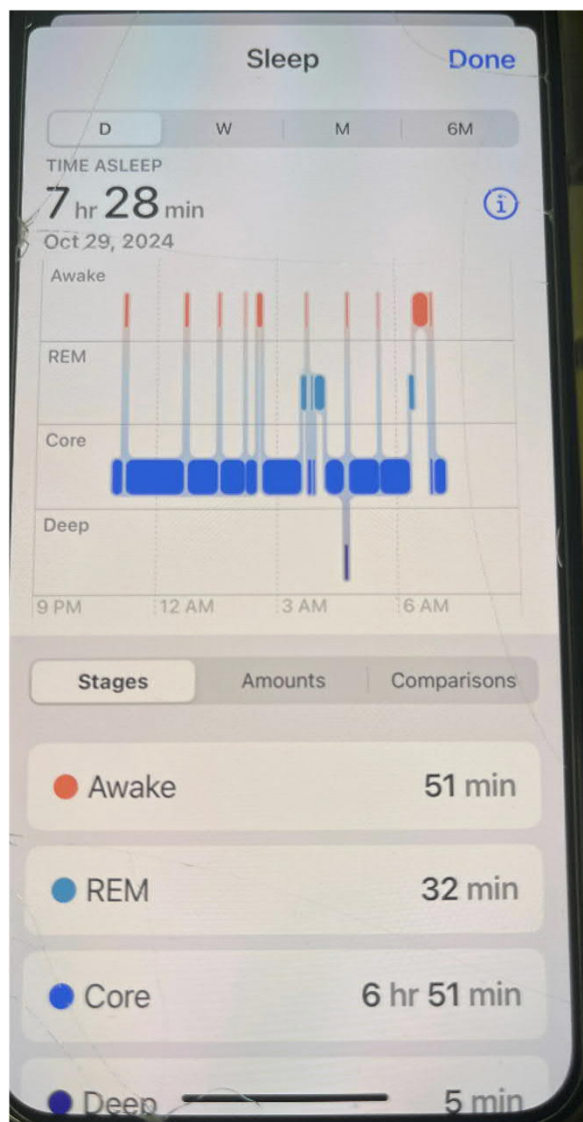 Sleep Done
D W M 6M
TIME ASLEEP
7 hr 28 min
Oct 29, 2024
Awake
REM
Core
Deep
9 PM 12 AM 3 AM 6 AM
Stages Amounts Comparisons
Awake 51 min
REM 32 min
Core 6 hr 51 min
Deep 5 min